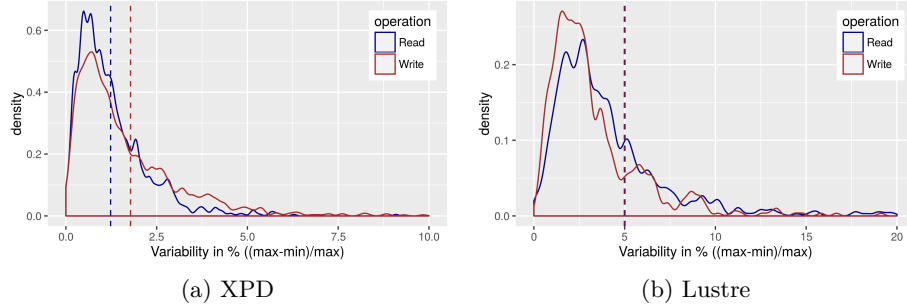 operation
Read
Write
0.6
0.4
0.2
0.0
density
0.0
2.5
5.0
7.5
10.0
Variability in % ((max-min)/max)
(a) XPD
operation
Read
Write
0.2
0.1
0.0
density
0
5
10
15
20
Variability in % ((max-min)/max)
(b) Lustre